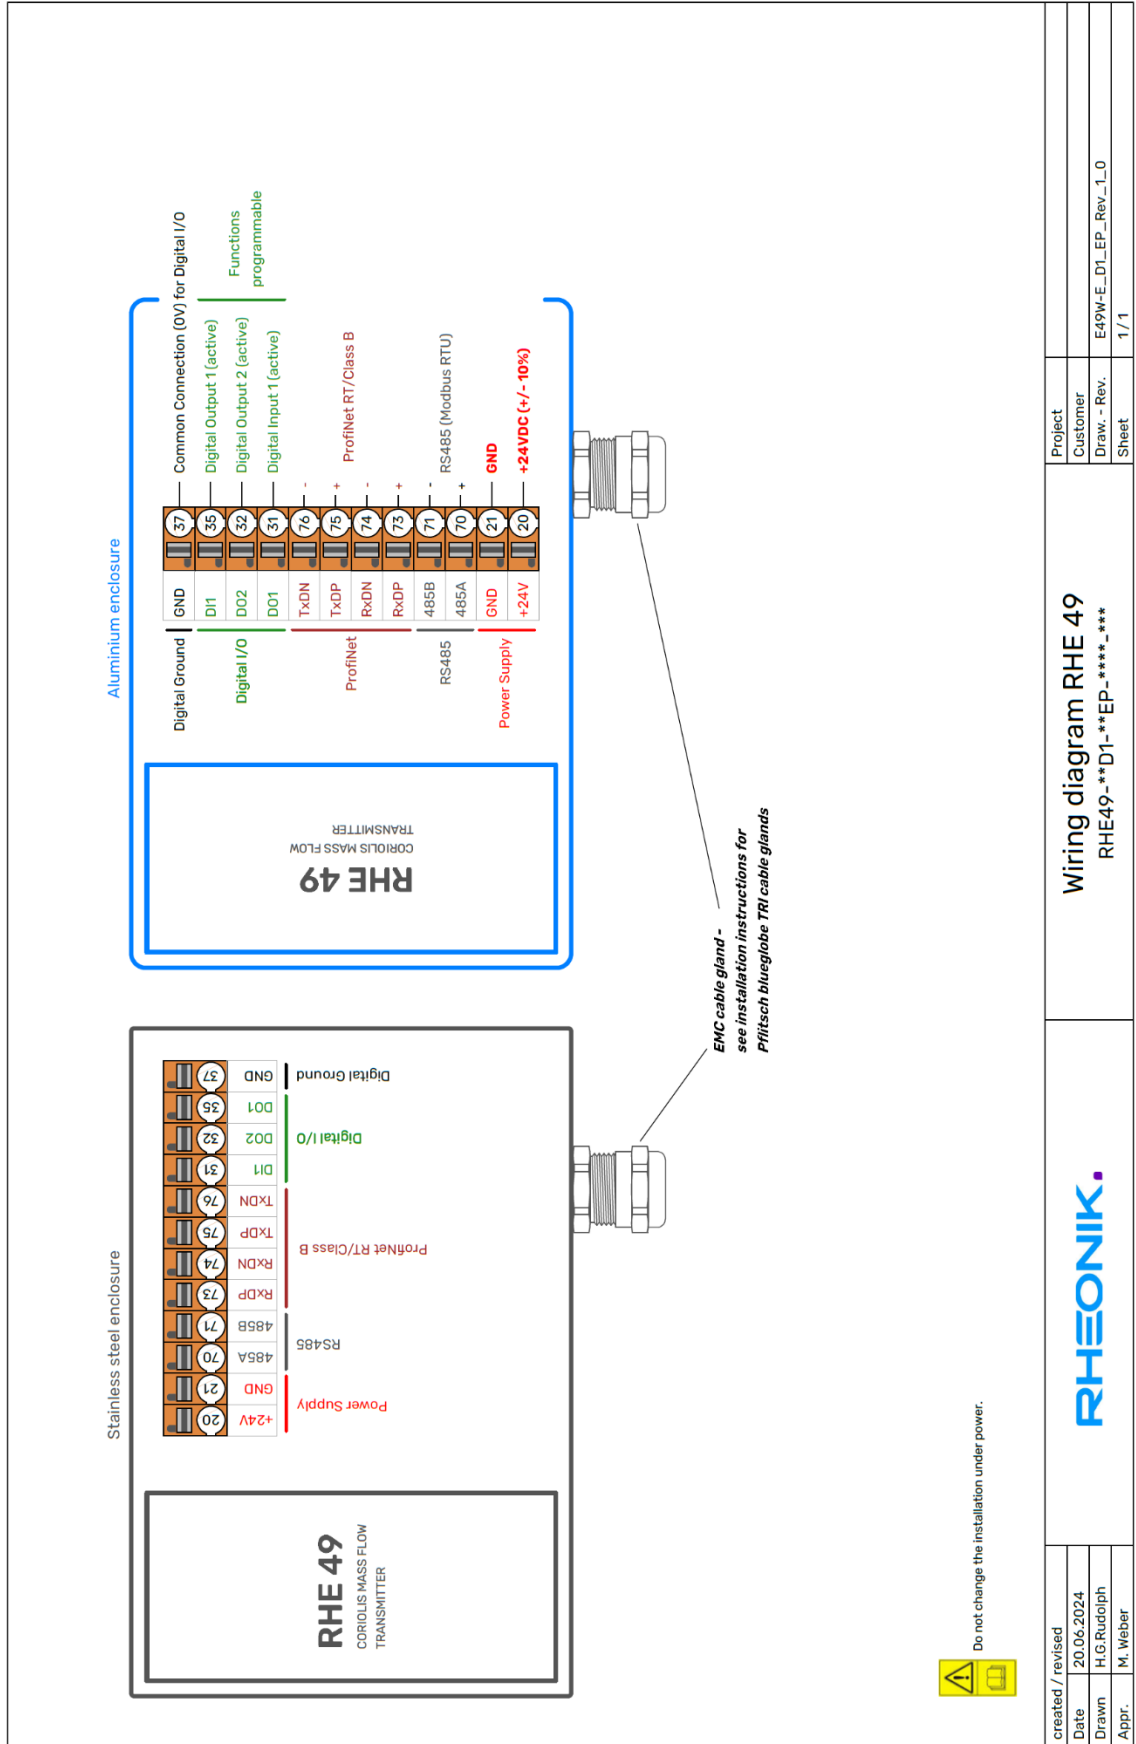 Stainless steel enclosure
RHE 49
CORIOLIS MASS FLOW
TRANSMITTER
20 +24V
21 GND
70 485A
71 485B
73 RxDP
74 RxDN
75 TxDP
76 TxDN
31 DI1
32 DO2
35 DO1
37 GND
Power Supply
RS485
ProfiNet RT/Class B
Digital I/O
Digital Ground
Aluminium enclosure
RHE 49
CORIOLIS MASS FLOW
TRANSMITTER
Digital Ground
GND 37 Common Connection (0V) for Digital I/O
Digital I/O
DI1 35 Digital Output 1 (active)
DO2 32 Digital Output 2 (active)
DO1 31 Digital Input 1 (active)
Functions
programmable
ProfiNet
TxDN 76 -
TxDP 75 +
RxDN 74 -
RxDP 73 +
ProfiNet RT/Class B
RS485
485B 71 -
485A 70 +
RS485 (Modbus RTU)
Power Supply
GND 21 GND
+24V 20 +24VDC (+/- 10%)
EMC cable gland -
see installation instructions for
Pflitsch blueglobe TRI cable glands
Do not change the installation under power.
created / revised
Date 20.06.2024
Drawn H.G.Rudolph
Appr. M. Weber
RHEONIK.
Wiring diagram RHE 49
RHE49-**D1-**EP-****-***
Project
Customer
Draw. - Rev. E49W-E_D1_EP_Rev_1_0
Sheet 1 / 1